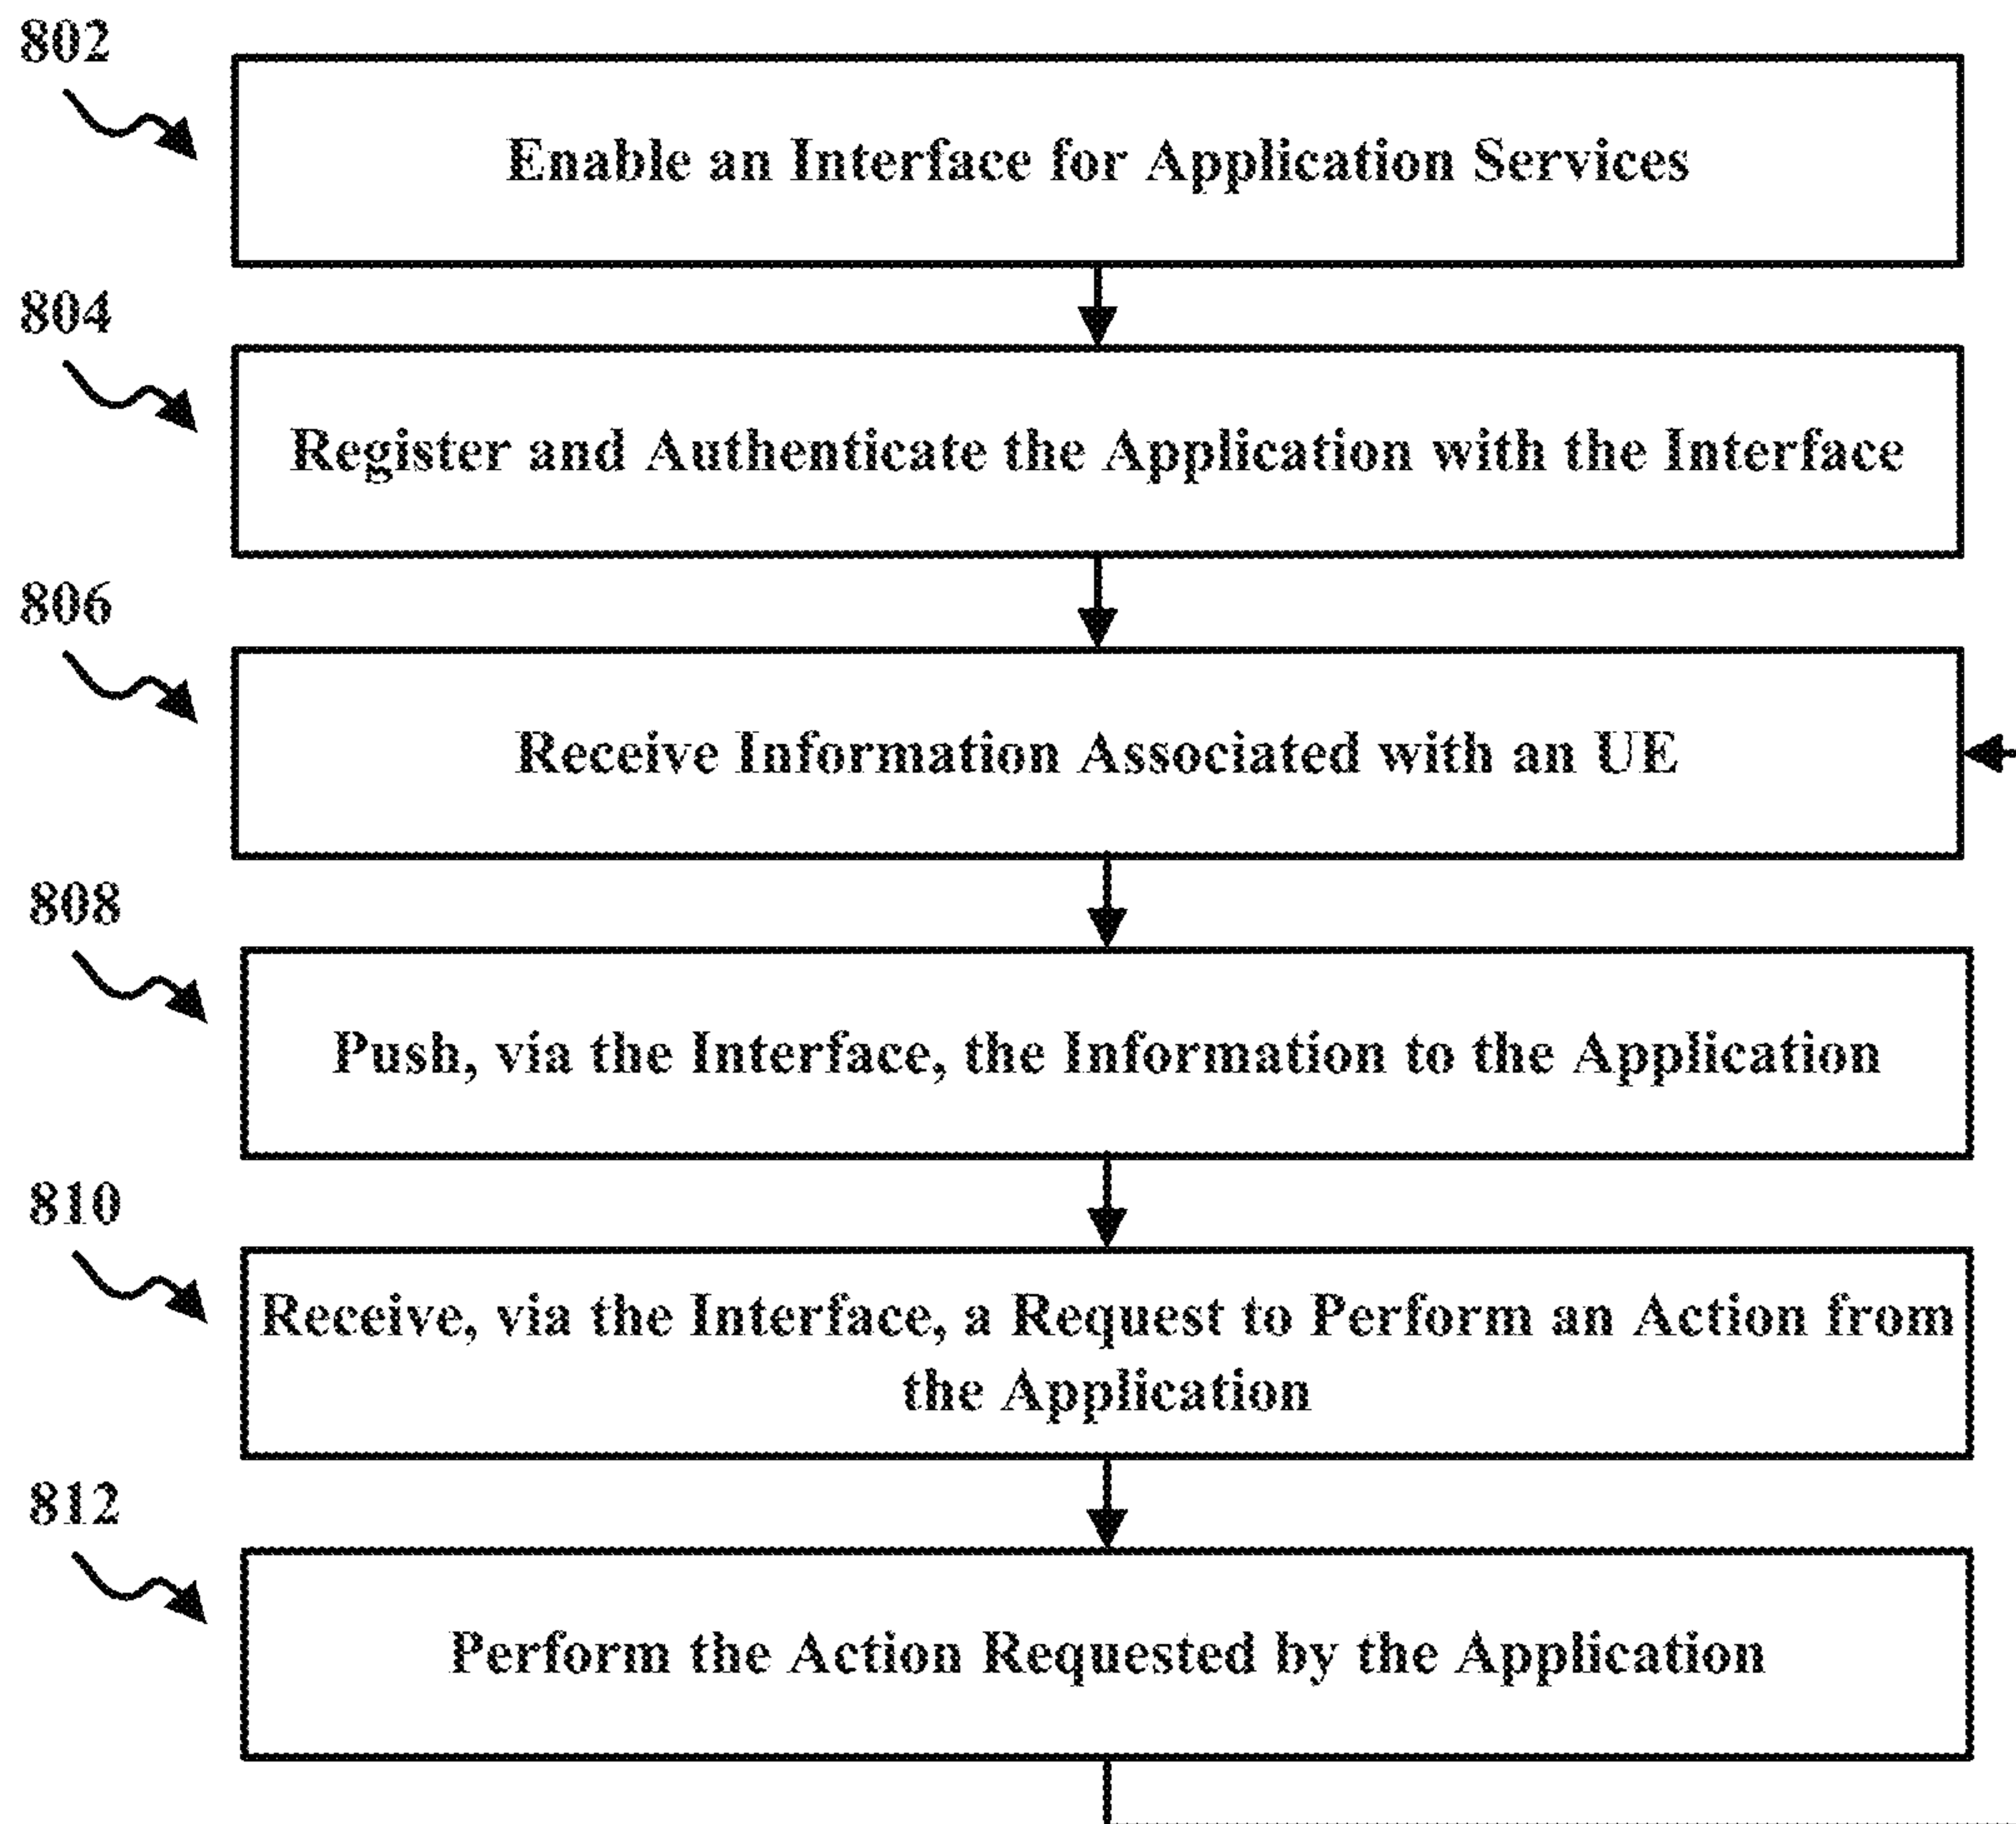 802
Enable an Interface for Application Services
804
Register and Authenticate the Application with the Interface
806
Receive Information Associated with an UE
808
Push, via the Interface, the Information to the Application
810
Receive, via the Interface, a Request to Perform an Action from
the Application
812
Perform the Action Requested by the Application